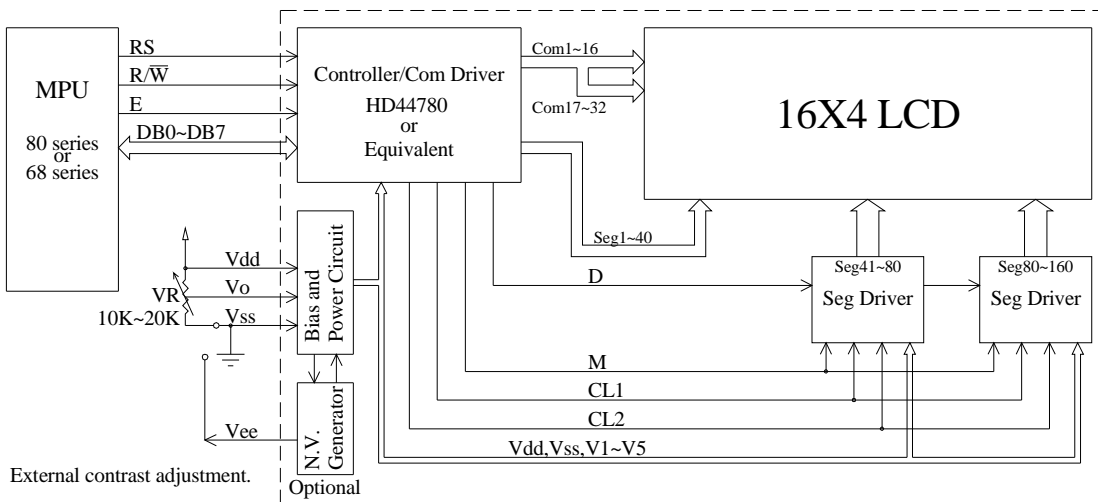 MPU
80 series
or
68 series
RS
R/W̅
E
DB0~DB7
Controller/Com Driver
HD44780
or
Equivalent
Com1~16
Com17~32
16X4 LCD
Seg1~40
Vdd
VR
Vo
10K~20K
Vss
Bias and
Power Circuit
D
Seg41~80
Seg Driver
Seg80~160
Seg Driver
M
CL1
CL2
Vee
N.V.
Generator
Vdd,Vss,V1~V5
External contrast adjustment.
Optional